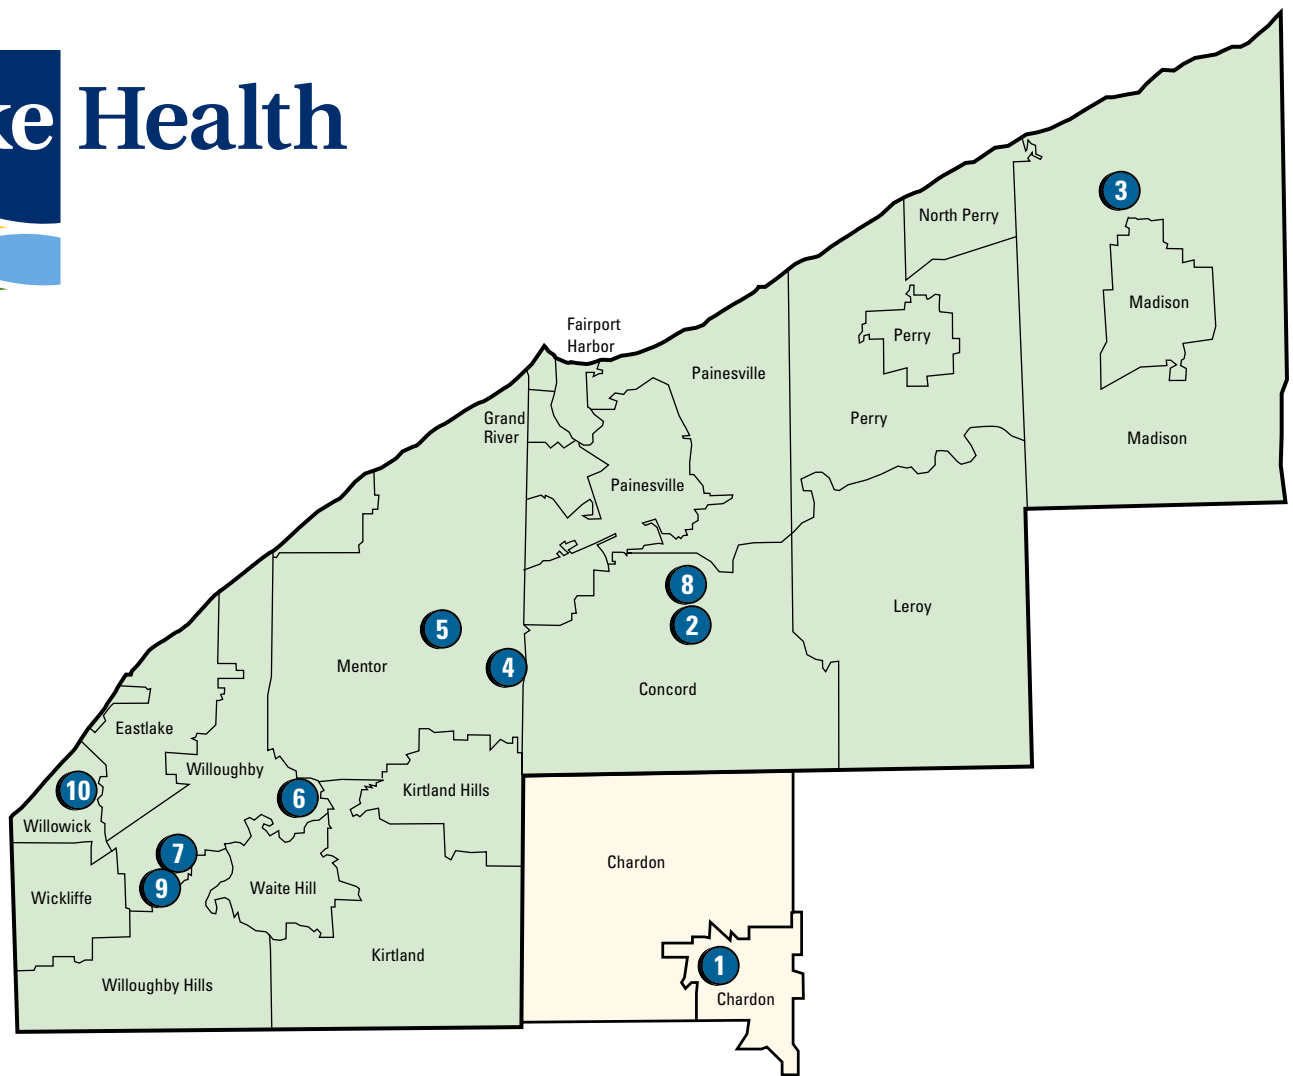 ke Health
3
North Perry
Madison
Fairport
Harbor
Perry
Painesville
Perry
Grand
River
Madison
Painesville
8
Leroy
2
5
4
Mentor
Concord
Eastlake
Willoughby
10
6
Kirtland Hills
Willowick
7
Chardon
9
Waite Hill
Wickliffe
Kirtland
1
Willoughby Hills
Chardon